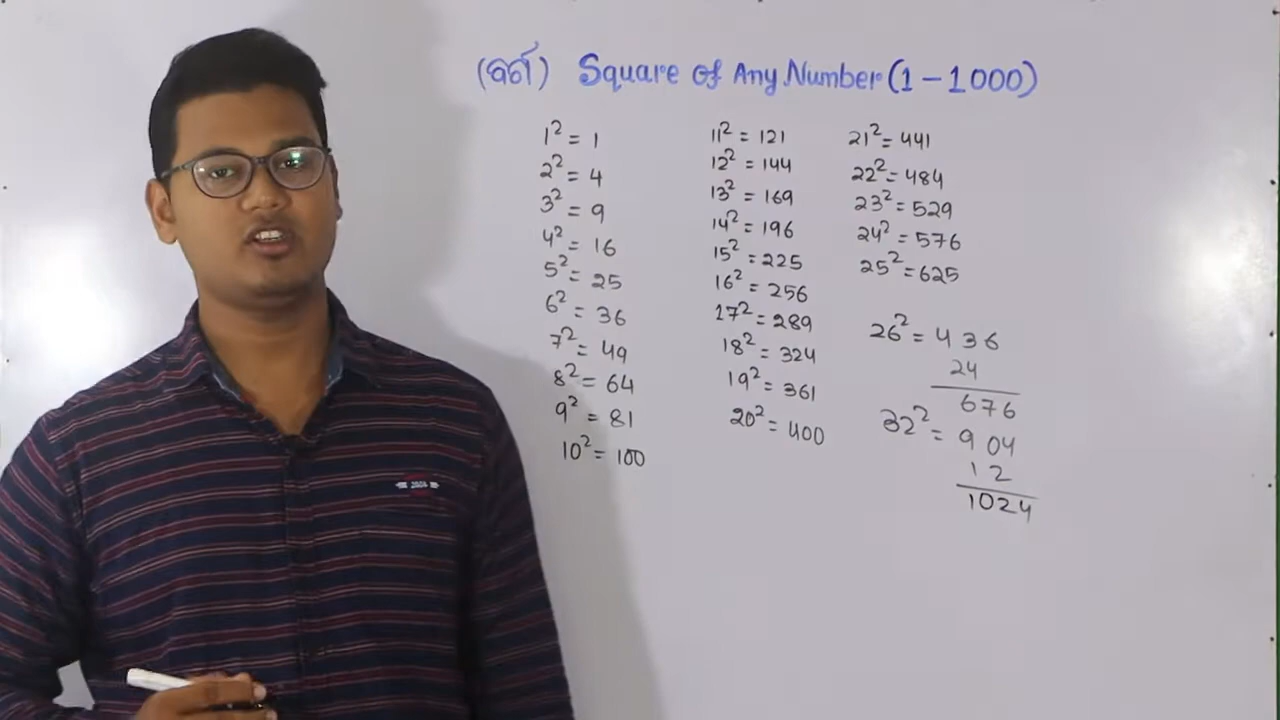 (ବର୍ଗ) Square Of Any Number (1 - 1000)
1² = 1
2² = 4
3² = 9
4² = 16
5² = 25
6² = 36
7² = 49
8² = 64
9² = 81
10² = 100
11² = 121
12² = 144
13² = 169
14² = 196
15² = 225
16² = 256
17² = 289
18² = 324
19² = 361
20² = 400
21² = 441
22² = 484
23² = 529
24² = 576
25² = 625
26² = 4 3 6
24
676
32² = 9 04
1 2
1024